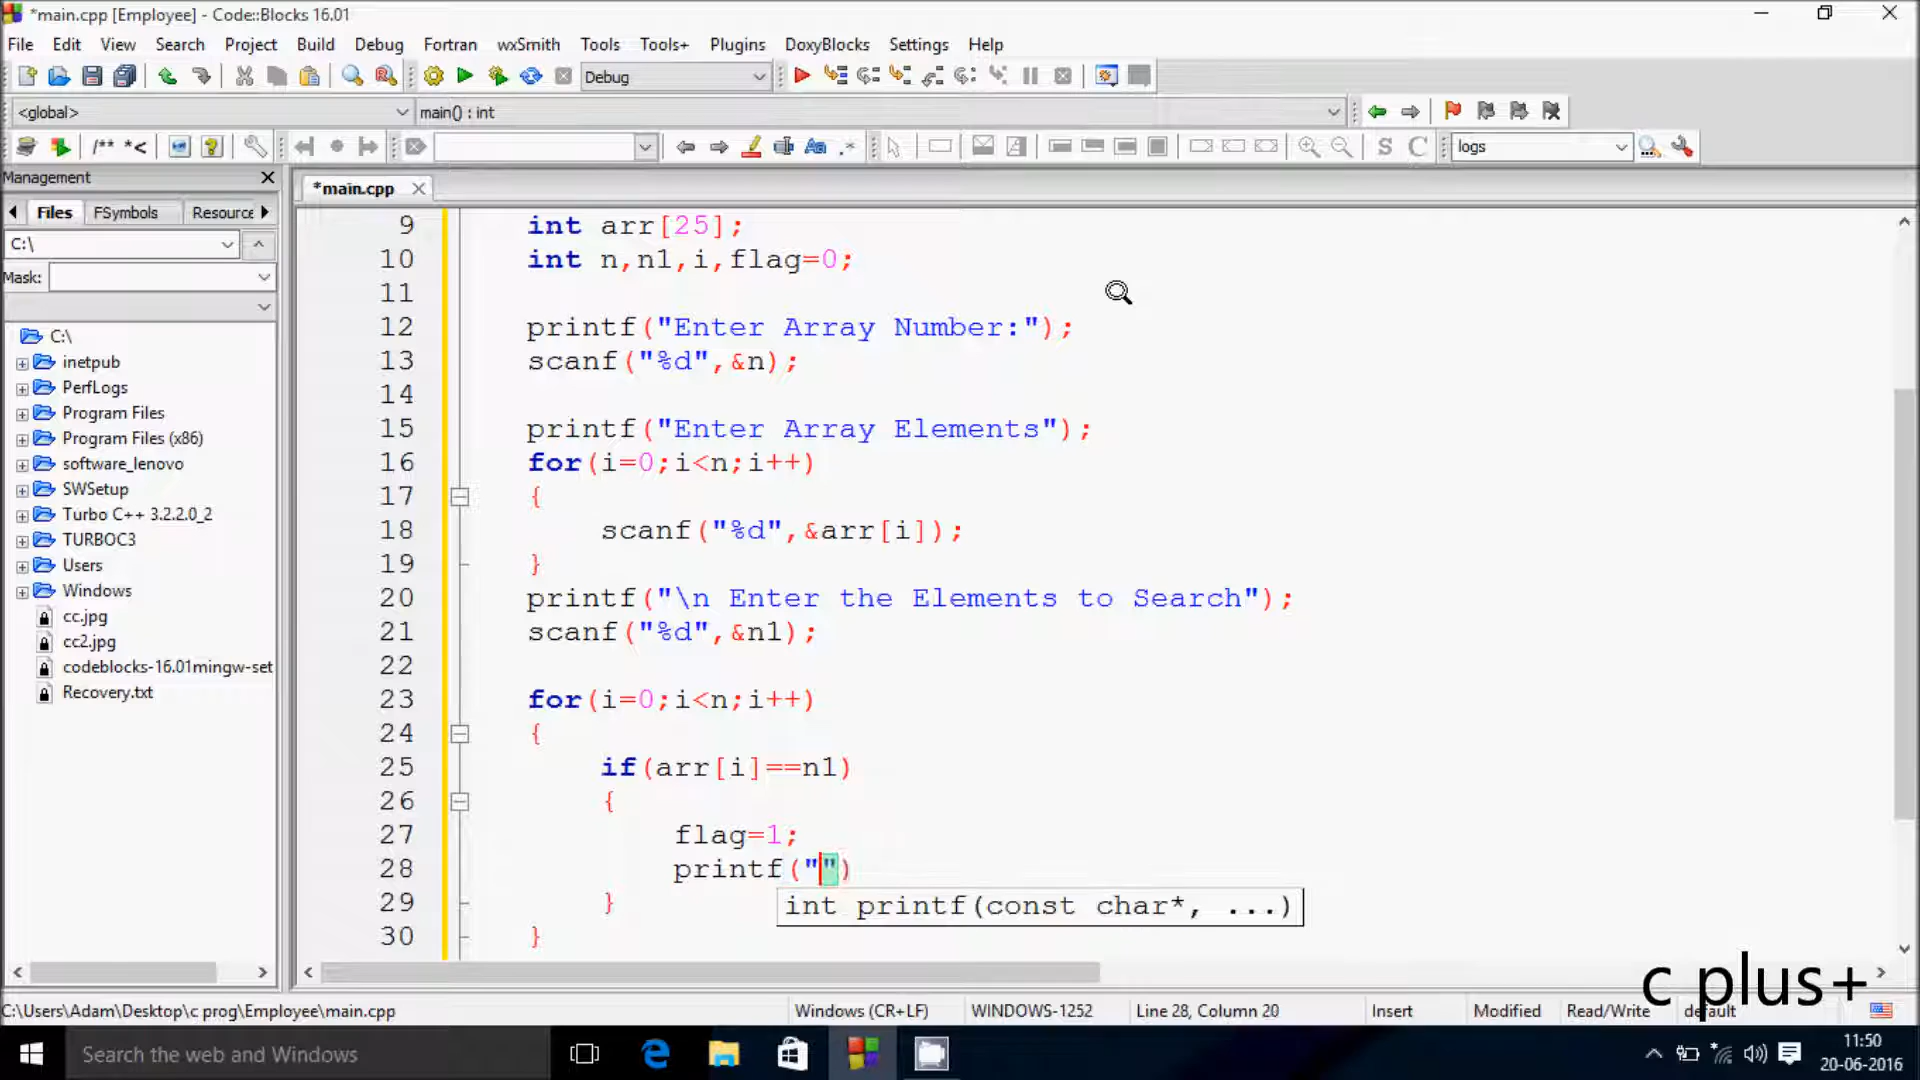 *main.cpp [Employee] - Code::Blocks 16.01
File Edit View Search Project Build Debug Fortran wxSmith Tools Tools+ Plugins DoxyBlocks Settings Help
Debug
<global> main() : int
/** *< Aa .* S C logs
Management
*main.cpp
Files FSymbols Resource
C:\
Mask:
C:\
inetpub
PerfLogs
Program Files
Program Files (x86)
software_lenovo
SWSetup
Turbo C++ 3.2.2.0_2
TURBOC3
Users
Windows
cc.jpg
cc2.jpg
codeblocks-16.01mingw-set
Recovery.txt
9 int arr[25];
10 int n,n1,i,flag=0;
11
12 printf("Enter Array Number:");
13 scanf("%d",&n);
14
15 printf("Enter Array Elements");
16 for(i=0;i<n;i++)
17 {
18 scanf("%d",&arr[i]);
19 }
20 printf("\n Enter the Elements to Search");
21 scanf("%d",&n1);
22
23 for(i=0;i<n;i++)
24 {
25 if(arr[i]==n1)
26 {
27 flag=1;
28 printf("")
29 }
int printf(const char*, ...)
30 }
c plus+
C:\Users\Adam\Desktop\c prog\Employee\main.cpp Windows (CR+LF) WINDOWS-1252 Line 28, Column 20 Insert Modified Read/Write default
Search the web and Windows
11:50
20-06-2016